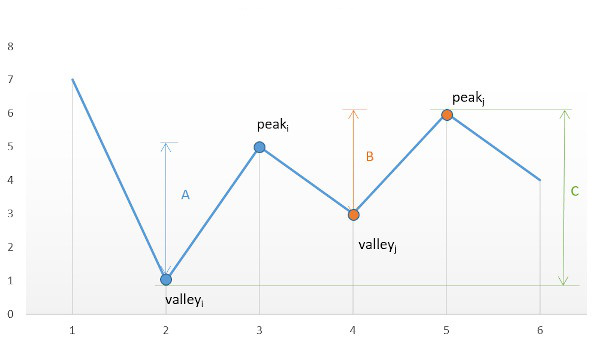 8
7
6
5
4
3
2
1
0
peakⱼ
peakᵢ
A
B
C
valleyⱼ
valleyᵢ
1 2 3 4 5 6